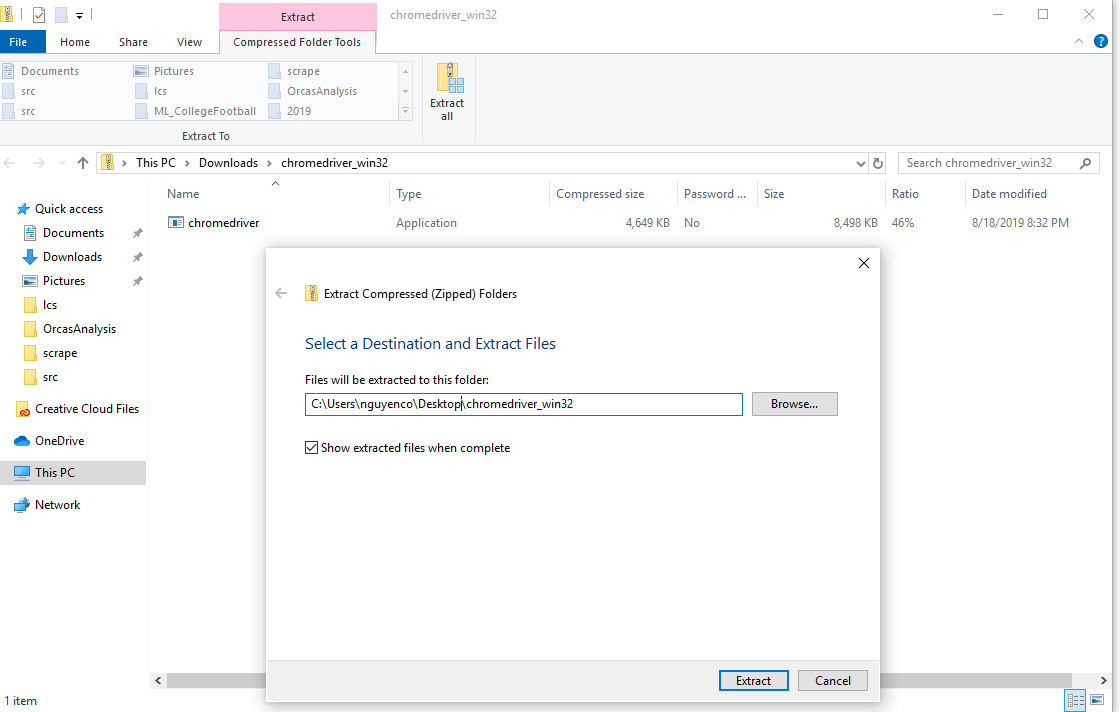 Extract chromedriver_win32
File Home Share View Compressed Folder Tools
Documents Pictures scrape
src lcs OrcasAnalysis
src ML_CollegeFootball 2019
Extract all
Extract To
This PC > Downloads > chromedriver_win32 Search chromedriver_win32
Name Type Compressed size Password ... Size Ratio Date modified
chromedriver Application 4,649 KB No 8,498 KB 46% 8/18/2019 8:32 PM
Quick access
Documents
Downloads
Pictures
lcs
OrcasAnalysis
scrape
src
Creative Cloud Files
OneDrive
This PC
Network
Extract Compressed (Zipped) Folders
Select a Destination and Extract Files
Files will be extracted to this folder:
C:\Users\nguyenco\Desktop\chromedriver_win32 Browse...
Show extracted files when complete
Extract Cancel
1 item